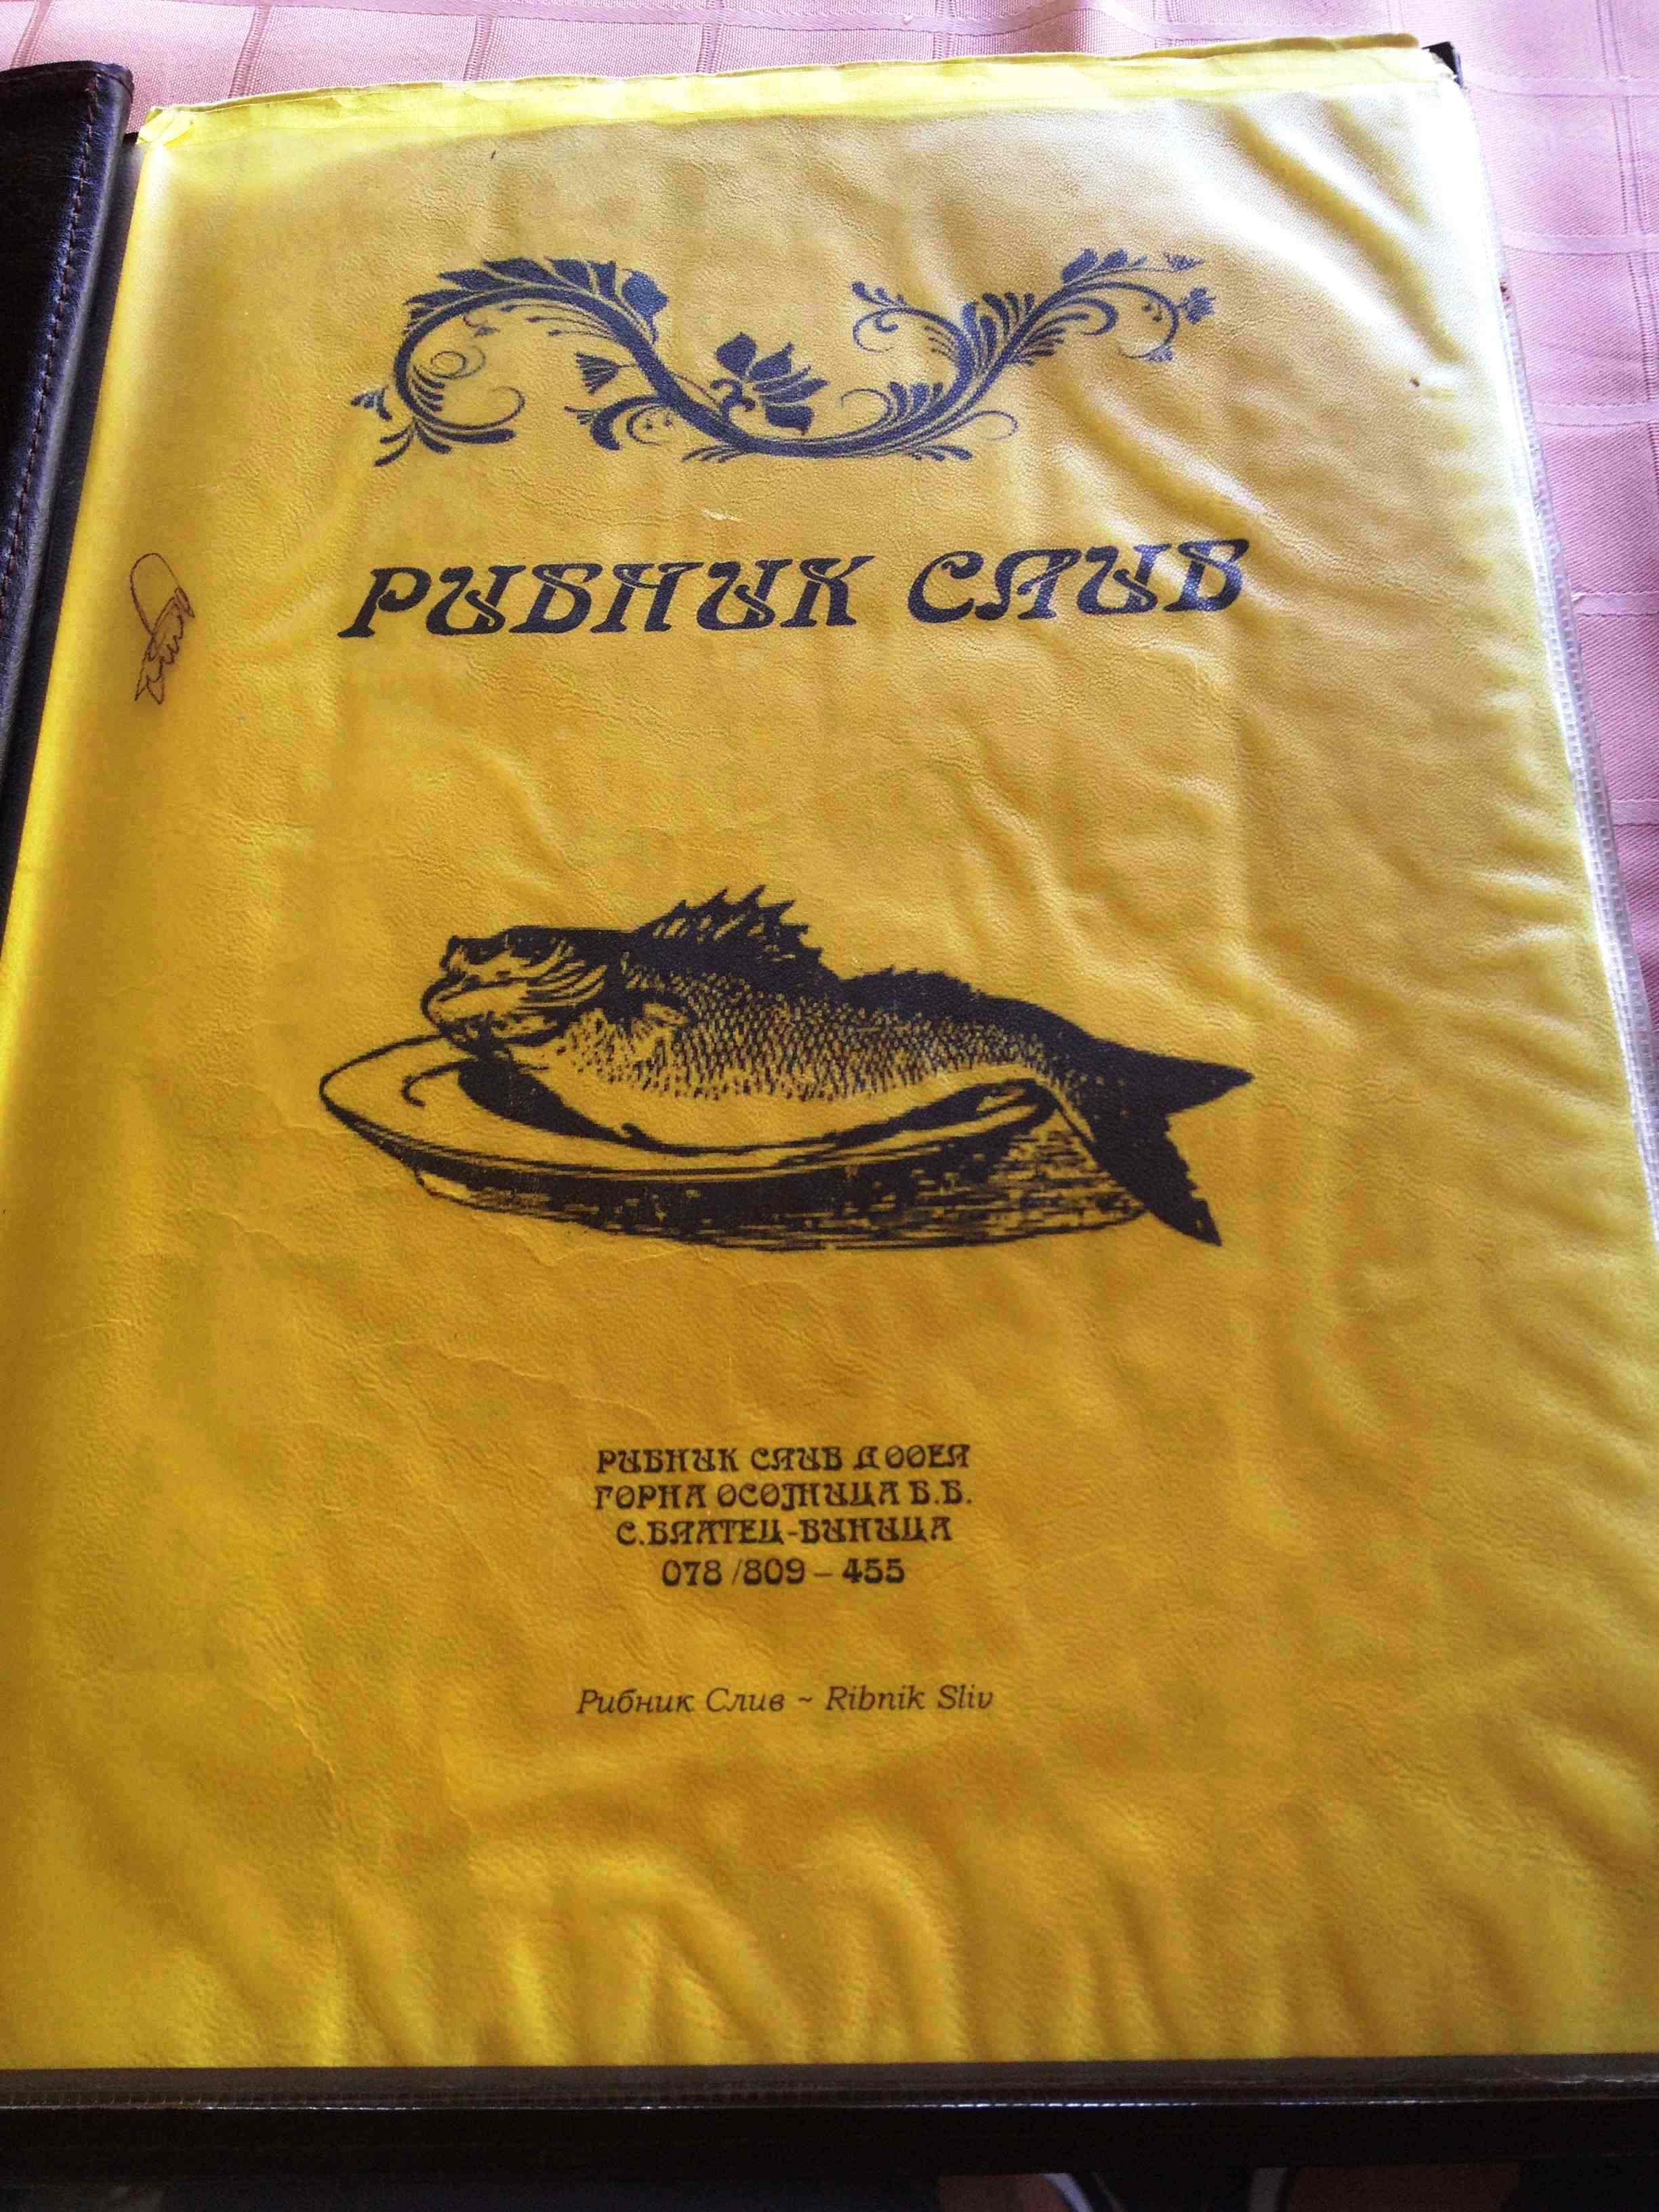 РИБНИК СЛИВ
РИБНИК СЛИВ ДООЕЛ
ГОРНА ОСОЈНИЦА Б.Б.
С.БЛАТЕЦ-ВИНИЦА
078 /809 – 455
Рибник Слив ~ Ribnik Sliv